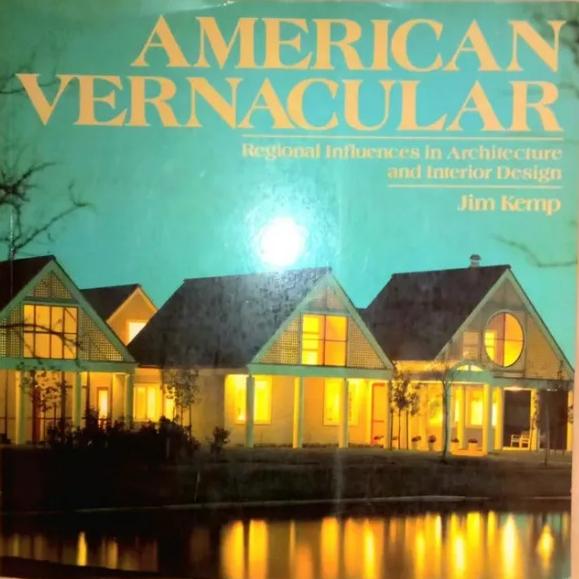 AMERICAN
VERNACULAR
Regional Influences in Architecture
and Interior Design
Jim Kemp